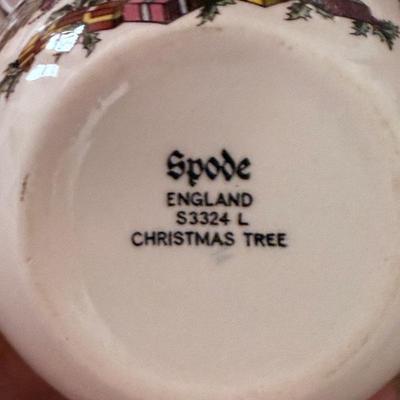 Spode
ENGLAND
S3324 L
CHRISTMAS TREE